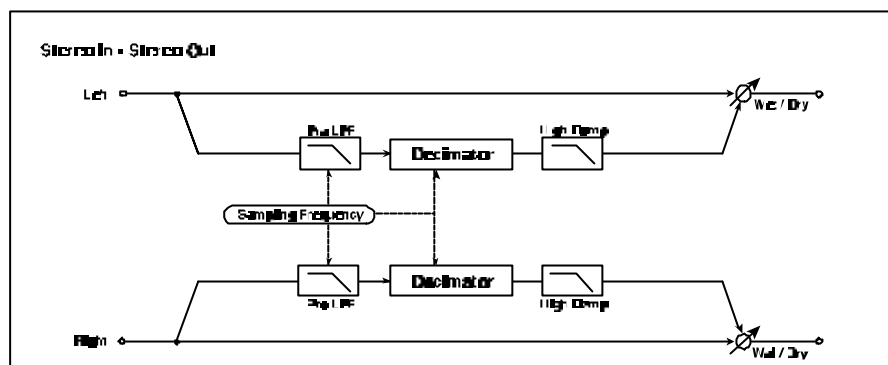 Stereo In - Stereo Out
Left
Wet / Dry
Pre LPF
Decimator
High Damp
Sampling Frequency
Decimator
Pre LPF
High Damp
Right
Wet / Dry